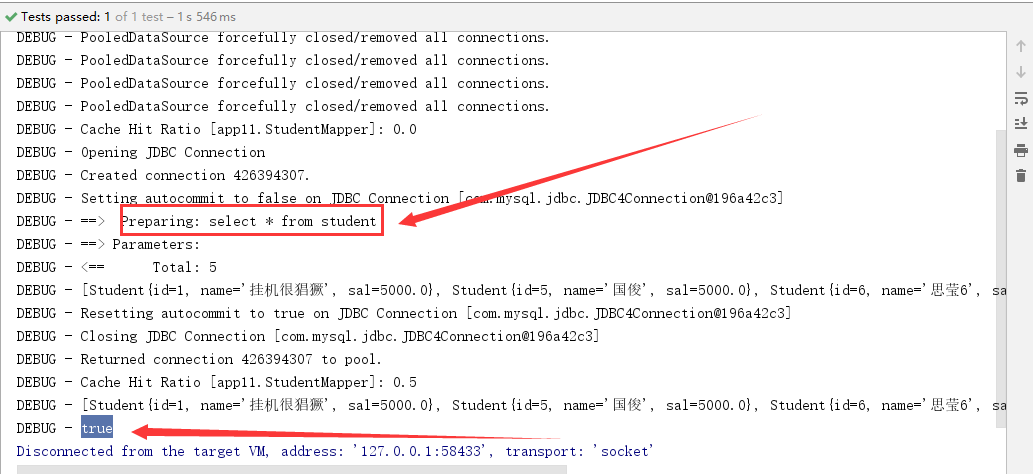 Tests passed: 1 of 1 test – 1 s 546 ms
DEBUG - PooledDataSource forcefully closed/removed all connections.
DEBUG - PooledDataSource forcefully closed/removed all connections.
DEBUG - PooledDataSource forcefully closed/removed all connections.
DEBUG - PooledDataSource forcefully closed/removed all connections.
DEBUG - Cache Hit Ratio [app11.StudentMapper]: 0.0
DEBUG - Opening JDBC Connection
DEBUG - Created connection 426394307.
DEBUG - Setting autocommit to false on JDBC Connection [com.mysql.jdbc.JDBC4Connection@196a42c3]
DEBUG - ==>  Preparing: select * from student
DEBUG - ==> Parameters:
DEBUG - <==      Total: 5
DEBUG - [Student{id=1, name='挂机很猖獗', sal=5000.0}, Student{id=5, name='国俊', sal=5000.0}, Student{id=6, name='思莹6', sa
DEBUG - Resetting autocommit to true on JDBC Connection [com.mysql.jdbc.JDBC4Connection@196a42c3]
DEBUG - Closing JDBC Connection [com.mysql.jdbc.JDBC4Connection@196a42c3]
DEBUG - Returned connection 426394307 to pool.
DEBUG - Cache Hit Ratio [app11.StudentMapper]: 0.5
DEBUG - [Student{id=1, name='挂机很猖獗', sal=5000.0}, Student{id=5, name='国俊', sal=5000.0}, Student{id=6, name='思莹6', sa
DEBUG - true
Disconnected from the target VM, address: '127.0.0.1:58433', transport: 'socket'